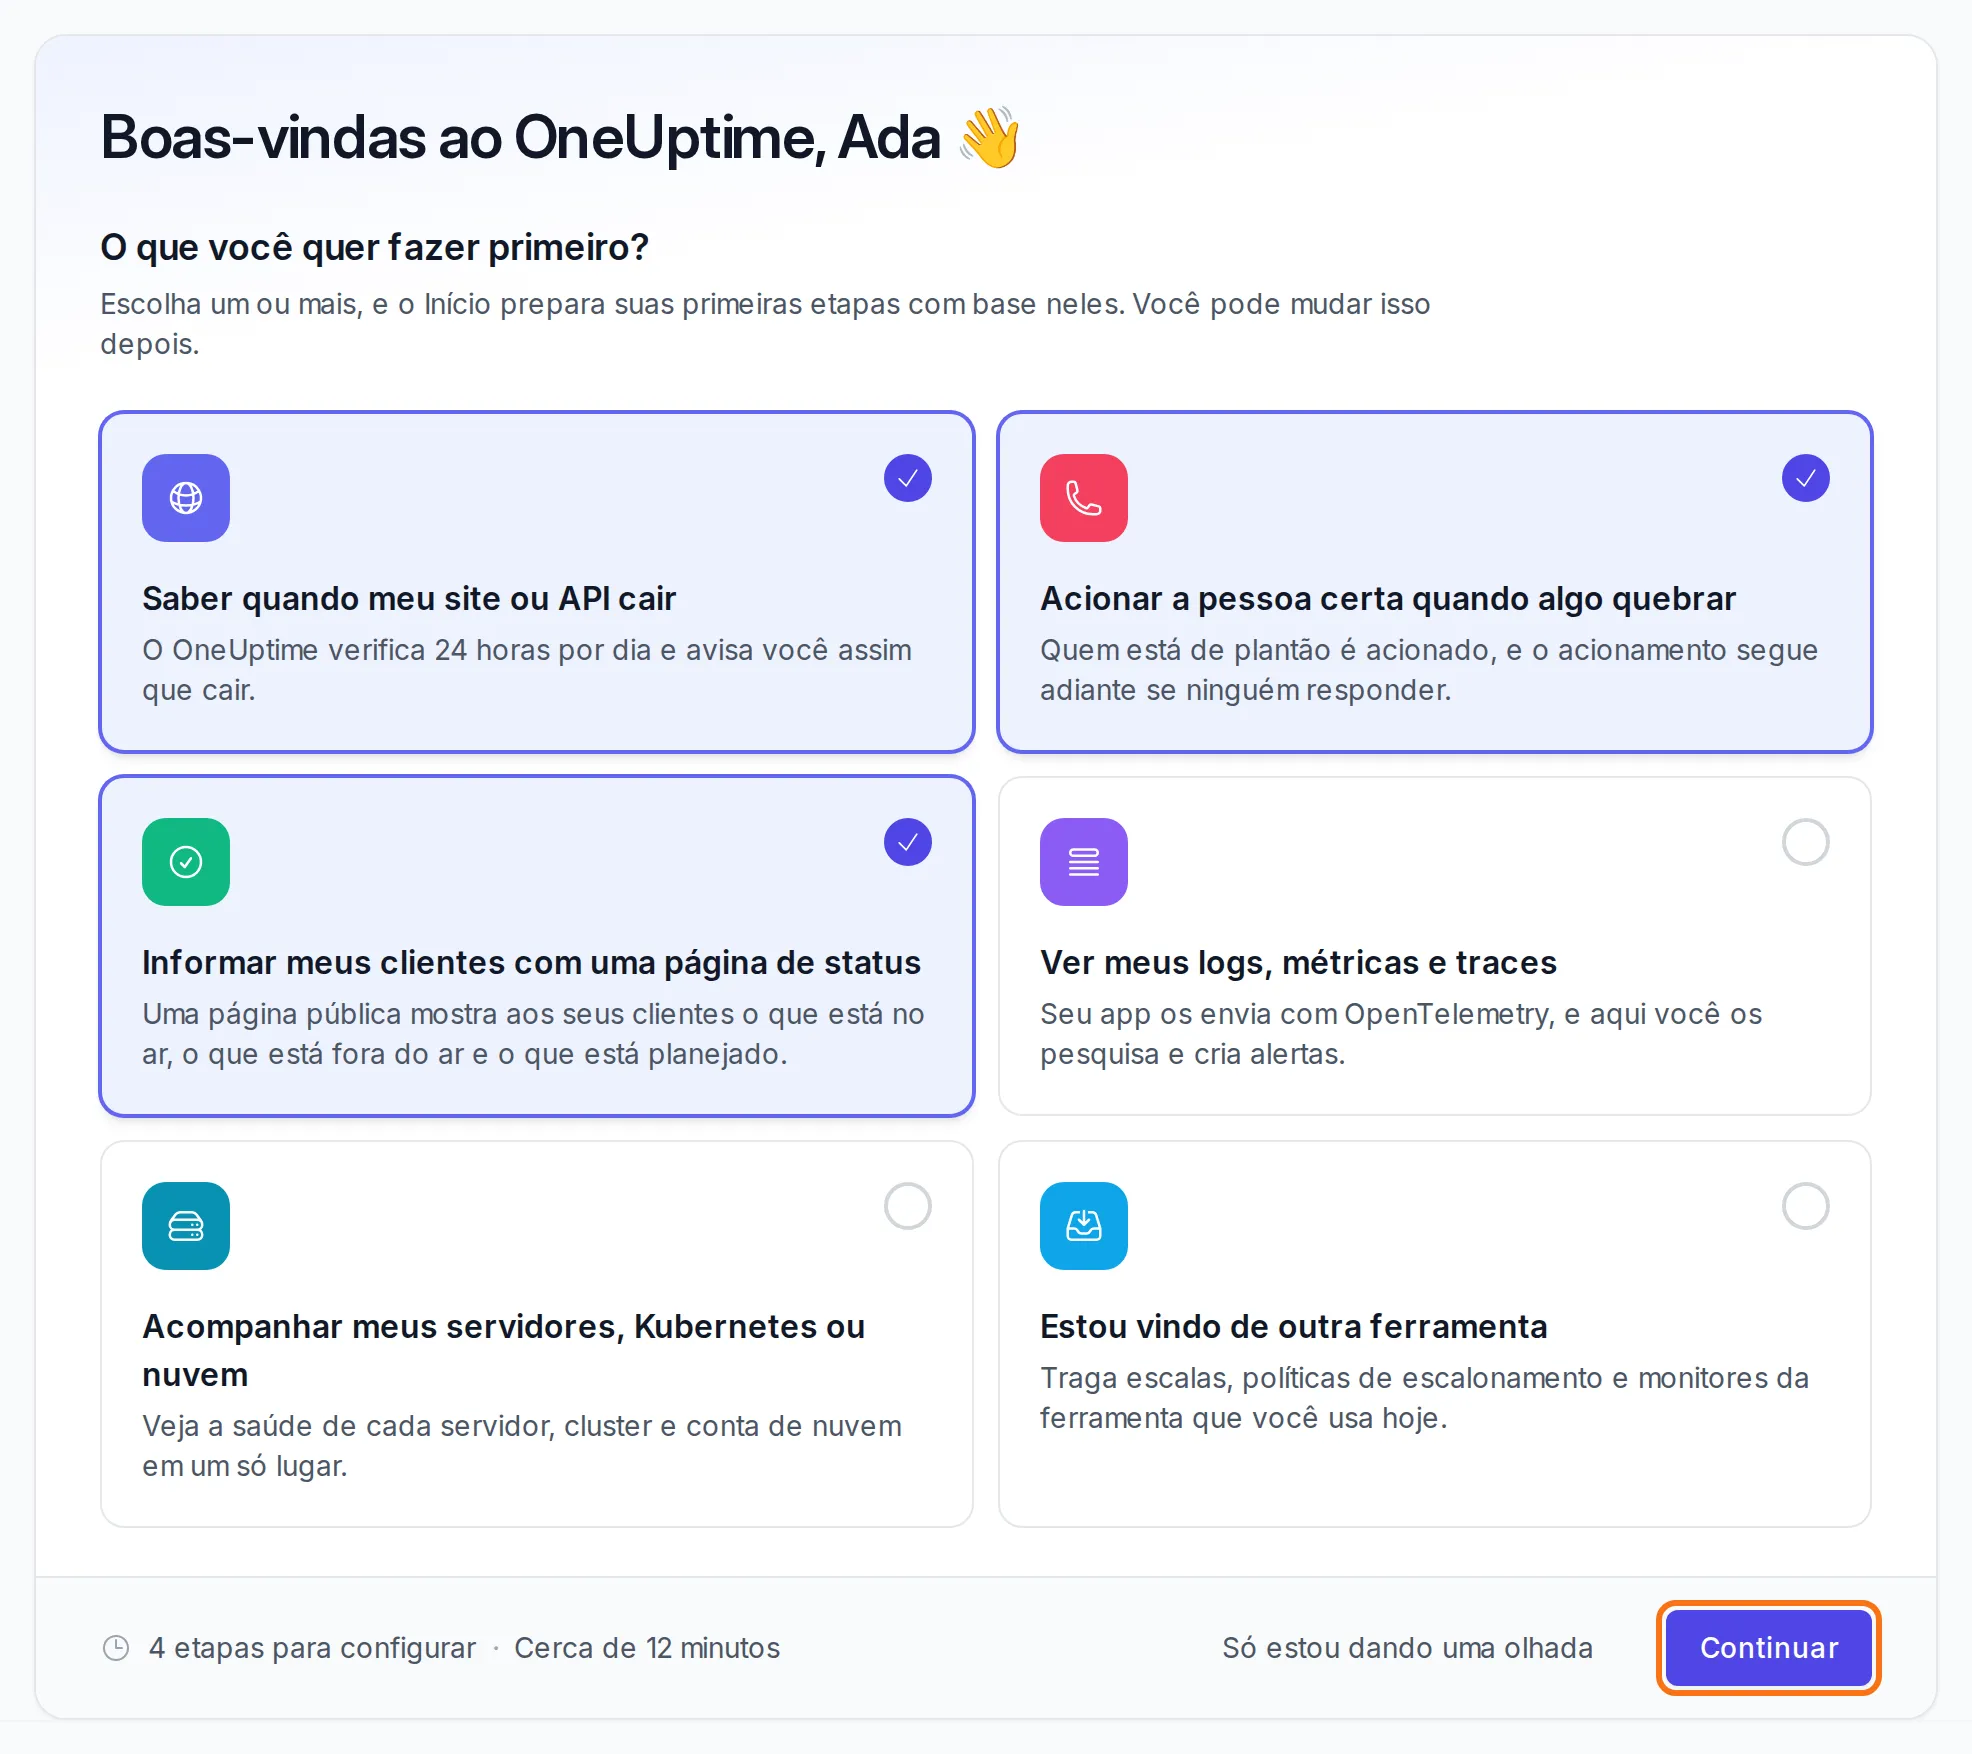 Boas-vindas ao OneUptime, Ada 👋
O que você quer fazer primeiro?
Escolha um ou mais, e o Início prepara suas primeiras etapas com base neles. Você pode mudar isso
depois.
Saber quando meu site ou API cair
O OneUptime verifica 24 horas por dia e avisa você assim
que cair.
Acionar a pessoa certa quando algo quebrar
Quem está de plantão é acionado, e o acionamento segue
adiante se ninguém responder.
Informar meus clientes com uma página de status
Uma página pública mostra aos seus clientes o que está no
ar, o que está fora do ar e o que está planejado.
Ver meus logs, métricas e traces
Seu app os envia com OpenTelemetry, e aqui você os
pesquisa e cria alertas.
Acompanhar meus servidores, Kubernetes ou
nuvem
Veja a saúde de cada servidor, cluster e conta de nuvem
em um só lugar.
Estou vindo de outra ferramenta
Traga escalas, políticas de escalonamento e monitores da
ferramenta que você usa hoje.
4 etapas para configurar · Cerca de 12 minutos
Só estou dando uma olhada
Continuar